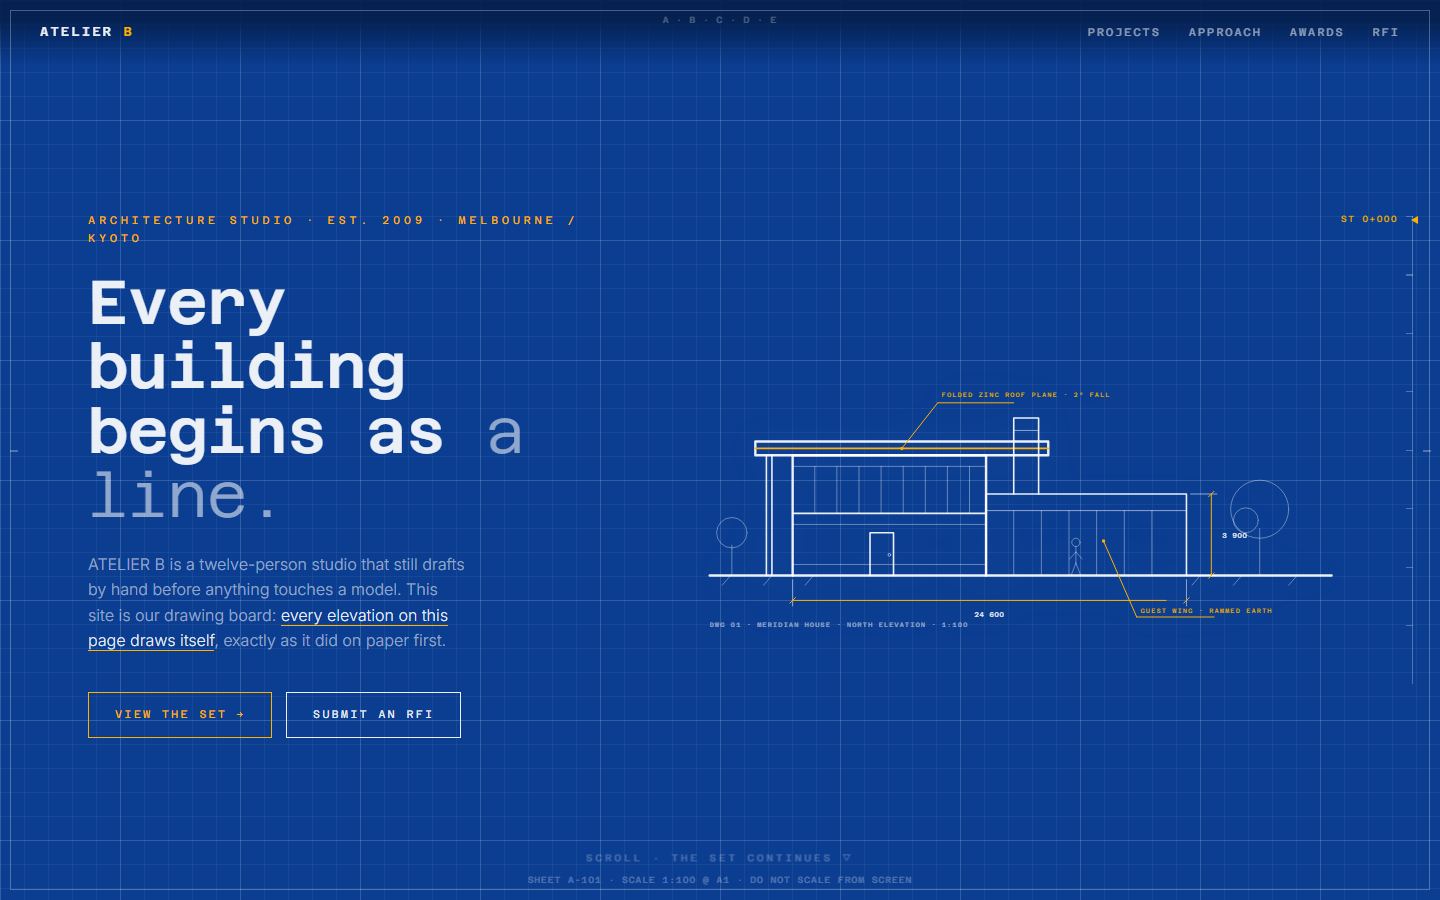 A · B · C · D · E
ATELIER B
PROJECTS APPROACH AWARDS RFI
ARCHITECTURE STUDIO · EST. 2009 · MELBOURNE /
KYOTO
ST 0+000
Every
building
begins as a
line.
ATELIER B is a twelve-person studio that still drafts
by hand before anything touches a model. This
site is our drawing board: every elevation on this
page draws itself, exactly as it did on paper first.
VIEW THE SET →
SUBMIT AN RFI
FOLDED ZINC ROOF PLANE · 2° FALL
3 900
GUEST WING · RAMMED EARTH
24 600
DWG 01 · MERIDIAN HOUSE · NORTH ELEVATION · 1:100
SCROLL · THE SET CONTINUES ▽
SHEET A-101 · SCALE 1:100 @ A1 · DO NOT SCALE FROM SCREEN